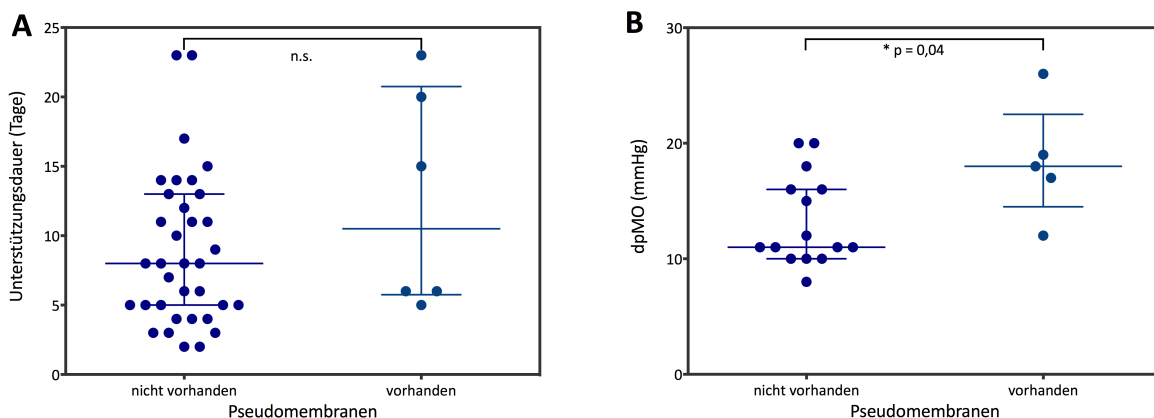 A
Unterstützungsdauer (Tage)
25
20
15
10
5
0
n.s.
nicht vorhanden
vorhanden
Pseudomembranen
B
dpMO (mmHg)
30
20
10
0
* p = 0,04
nicht vorhanden
vorhanden
Pseudomembranen